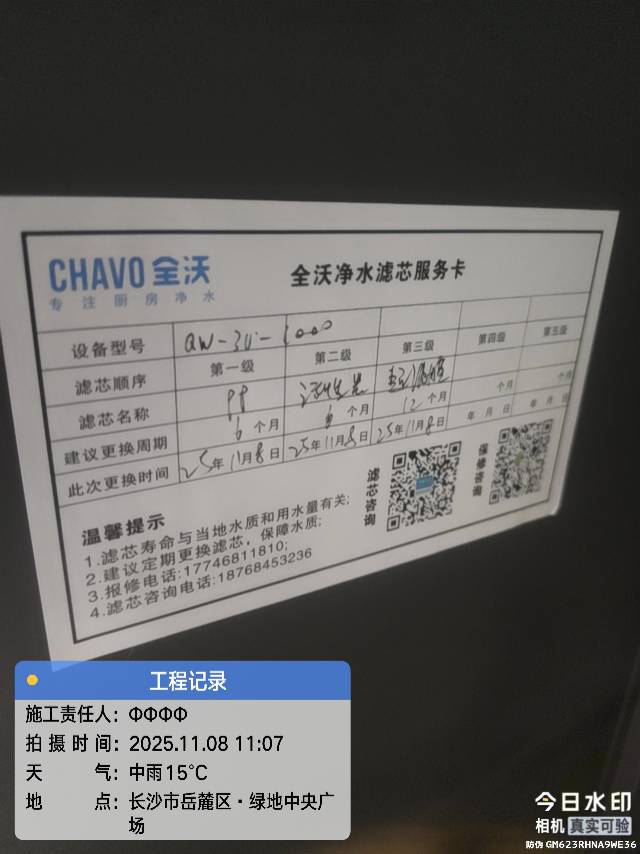 CHAVO 全沃
专注厨房净水
全沃净水滤芯服务卡
设备型号 QW-3U-1000
滤芯顺序 第一级 第二级 第三级 第四级 第五级
滤芯名称 PP
建议更换周期 6个月 6个月 12个月 个月 个月
此次更换时间 25年11月8日 25年11月8日 25年11月8日 年 月 日 年 月 日
温馨提示
1.滤芯寿命与当地水质和用水量有关;
2.建议定期更换滤芯，保障水质;
3.报修电话:17746811810;
4.滤芯咨询电话:18768453236
滤芯咨询
保修咨询
工程记录
施工责任人：ΦΦΦΦ
拍摄时间：2025.11.08 11:07
天气：中雨15℃
地点：长沙市岳麓区·绿地中央广
场
今日水印
相机 真实可验
防伪 GM623RHNA9WE36